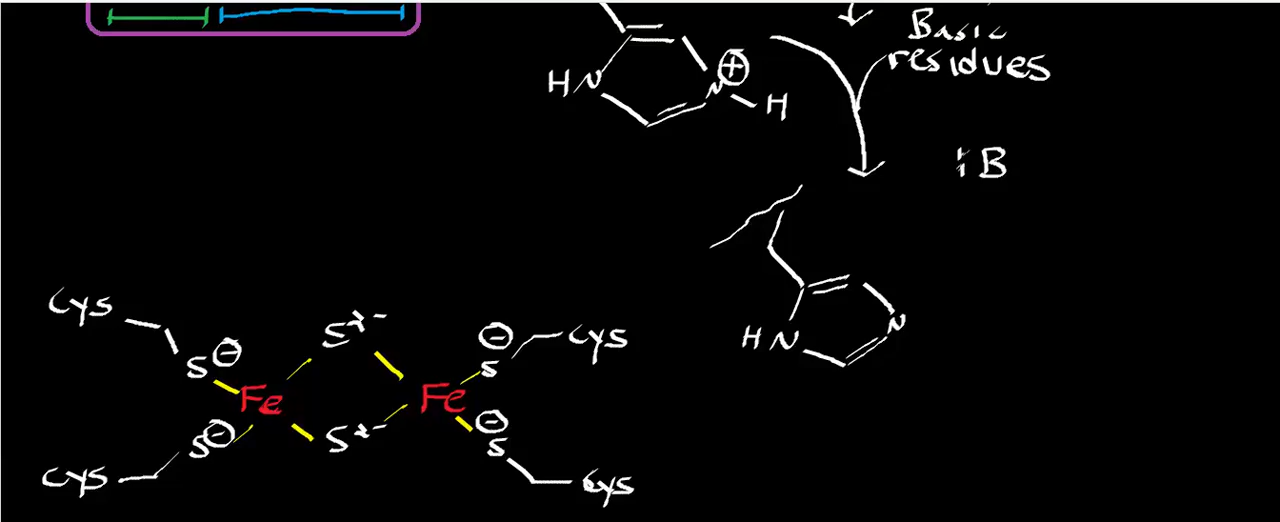 Basic
residues
HN
N
⊕
H
:B
HN
N
Cys
S²⁻
S⊖
⊖
S
Cys
Fe
Fe
S⊖
S²⁻
⊖
S
Cys
Cys